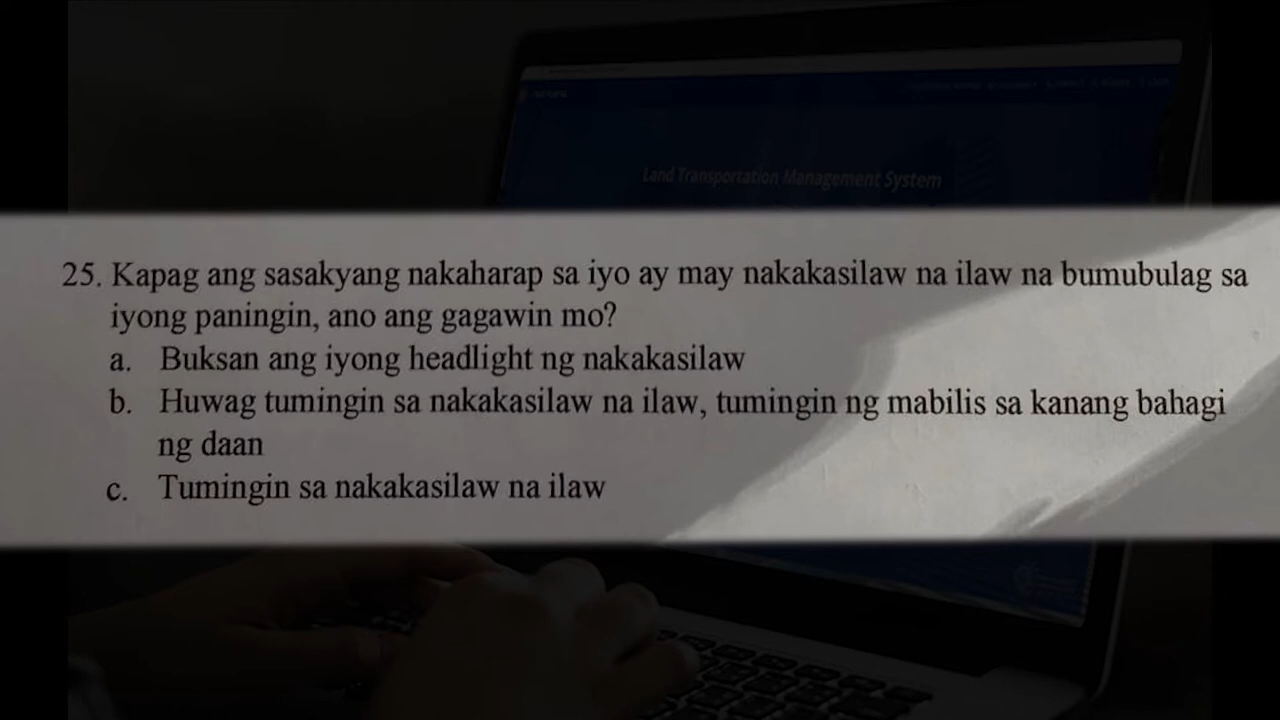 Land Transportation Management System
25. Kapag ang sasakyang nakaharap sa iyo ay may nakakasilaw na ilaw na bumubulag sa
iyong paningin, ano ang gagawin mo?
a. Buksan ang iyong headlight ng nakakasilaw
b. Huwag tumingin sa nakakasilaw na ilaw, tumingin ng mabilis sa kanang bahagi
ng daan
c. Tumingin sa nakakasilaw na ilaw